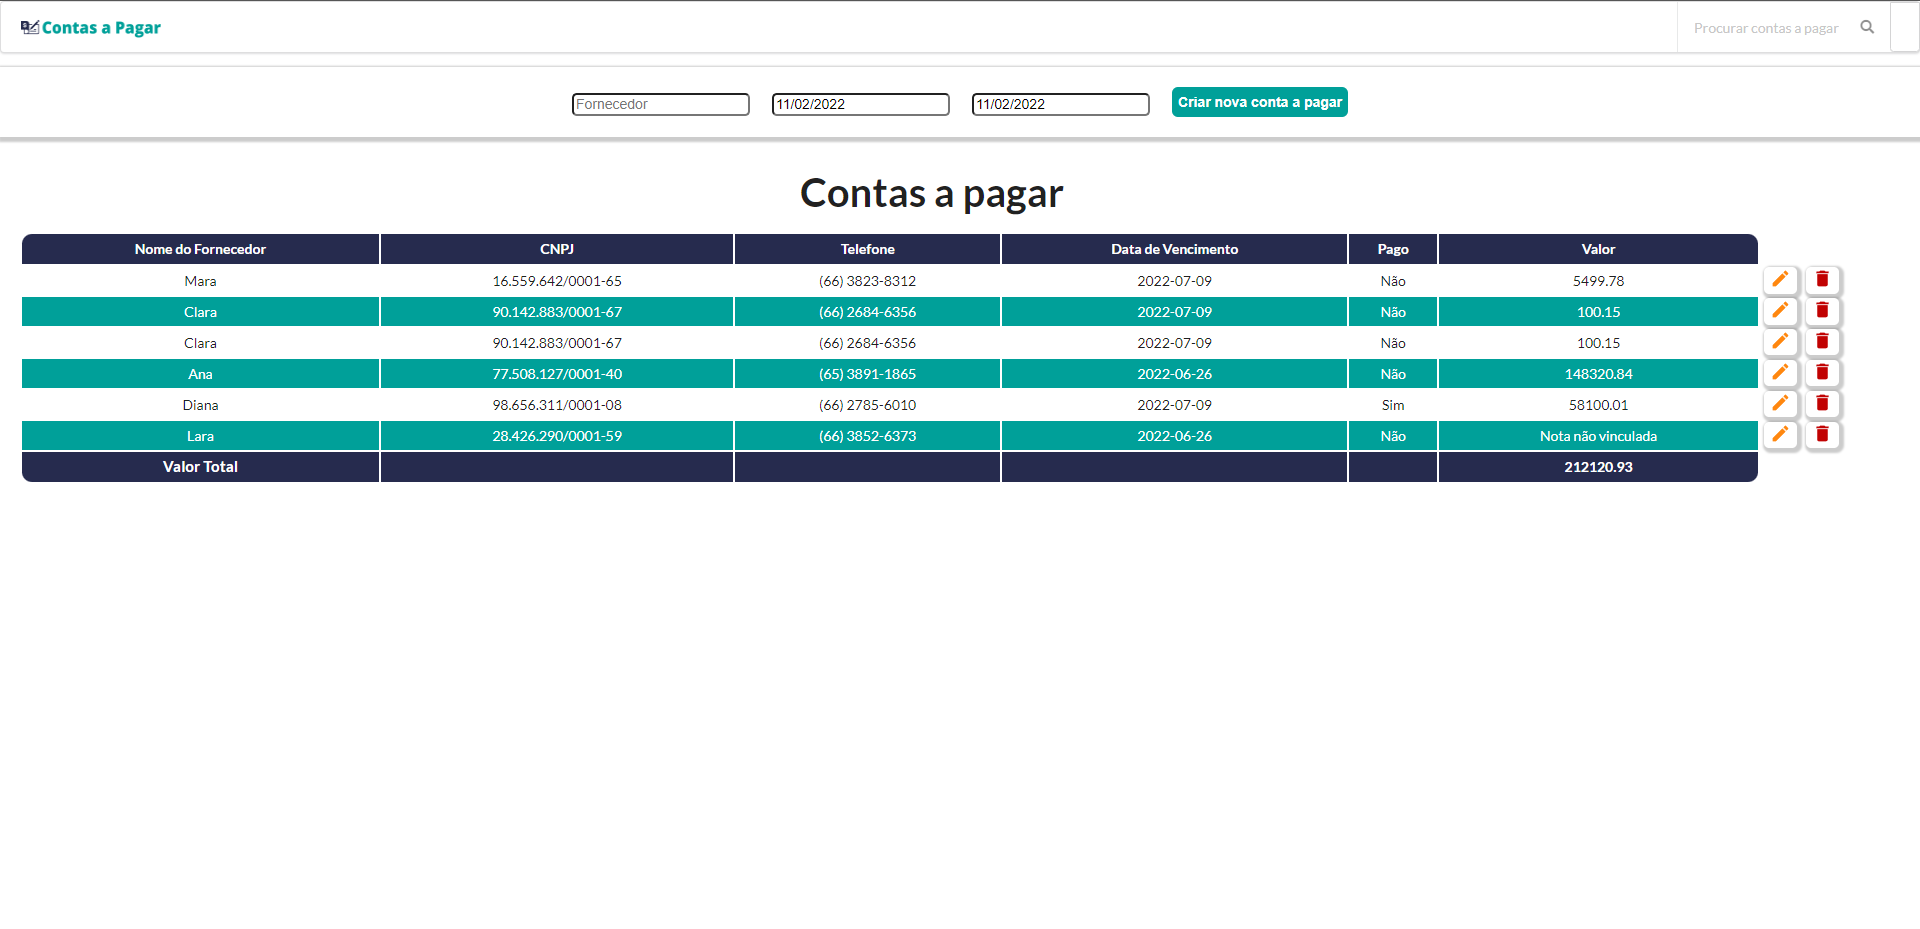 Contas a Pagar
Procurar contas a pagar
Fornecedor 11/02/2022 11/02/2022 Criar nova conta a pagar
Contas a pagar
Nome do Fornecedor CNPJ Telefone Data de Vencimento Pago Valor
Mara 16.559.642/0001-65 (66) 3823-8312 2022-07-09 Não 5499.78
Clara 90.142.883/0001-67 (66) 2684-6356 2022-07-09 Não 100.15
Clara 90.142.883/0001-67 (66) 2684-6356 2022-07-09 Não 100.15
Ana 77.508.127/0001-40 (65) 3891-1865 2022-06-26 Não 148320.84
Diana 98.656.311/0001-08 (66) 2785-6010 2022-07-09 Sim 58100.01
Lara 28.426.290/0001-59 (66) 3852-6373 2022-06-26 Não Nota não vinculada
Valor Total 212120.93